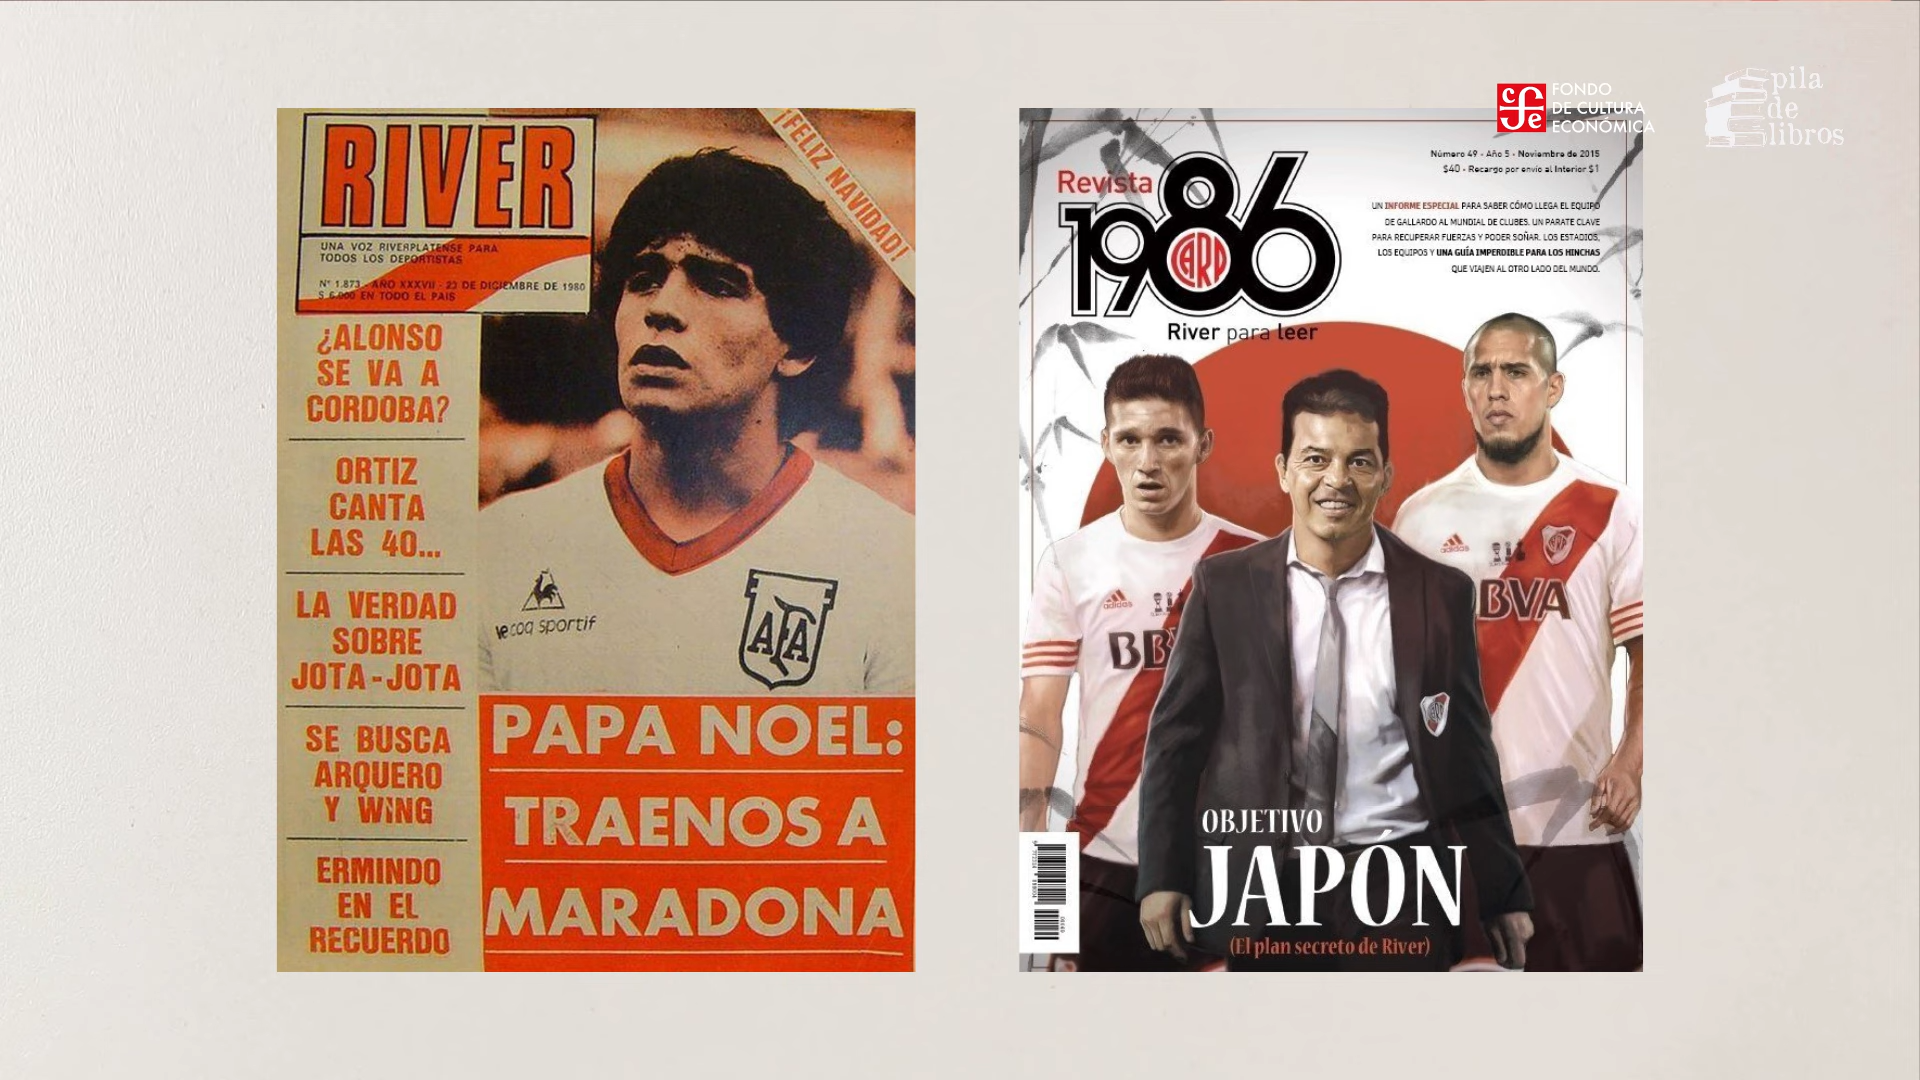 RIVER
UNA VOZ RIVERPLATENSE PARA
TODOS LOS DEPORTISTAS
Nº 1.873 - AÑO XXXVII - 23 DE DICIEMBRE DE 1980
$ 6.000 EN TODO EL PAIS
¡FELIZ NAVIDAD!
¿ALONSO
SE VA A
CORDOBA?
ORTIZ
CANTA
LAS 40...
LA VERDAD
SOBRE
JOTA-JOTA
SE BUSCA
ARQUERO
Y WING
ERMINDO
EN EL
RECUERDO
le coq sportif
AFA
PAPA NOEL:
TRAENOS A
MARADONA
FONDO
DE CULTURA
ECONÓMICA
pila
de
libros
Número 49 - Año 5 - Noviembre de 2015
$40 - Recargo por envío al Interior $1
Revista
1986
CARP
River para leer
UN INFORME ESPECIAL PARA SABER CÓMO LLEGA EL EQUIPO
DE GALLARDO AL MUNDIAL DE CLUBES. UN PARATE CLAVE
PARA RECUPERAR FUERZAS Y PODER SOÑAR. LOS ESTADIOS,
LOS EQUIPOS Y UNA GUÍA IMPERDIBLE PARA LOS HINCHAS
QUE VIAJEN AL OTRO LADO DEL MUNDO.
adidas
adidas
BBVA
BVA
OBJETIVO
JAPÓN
(El plan secreto de River)